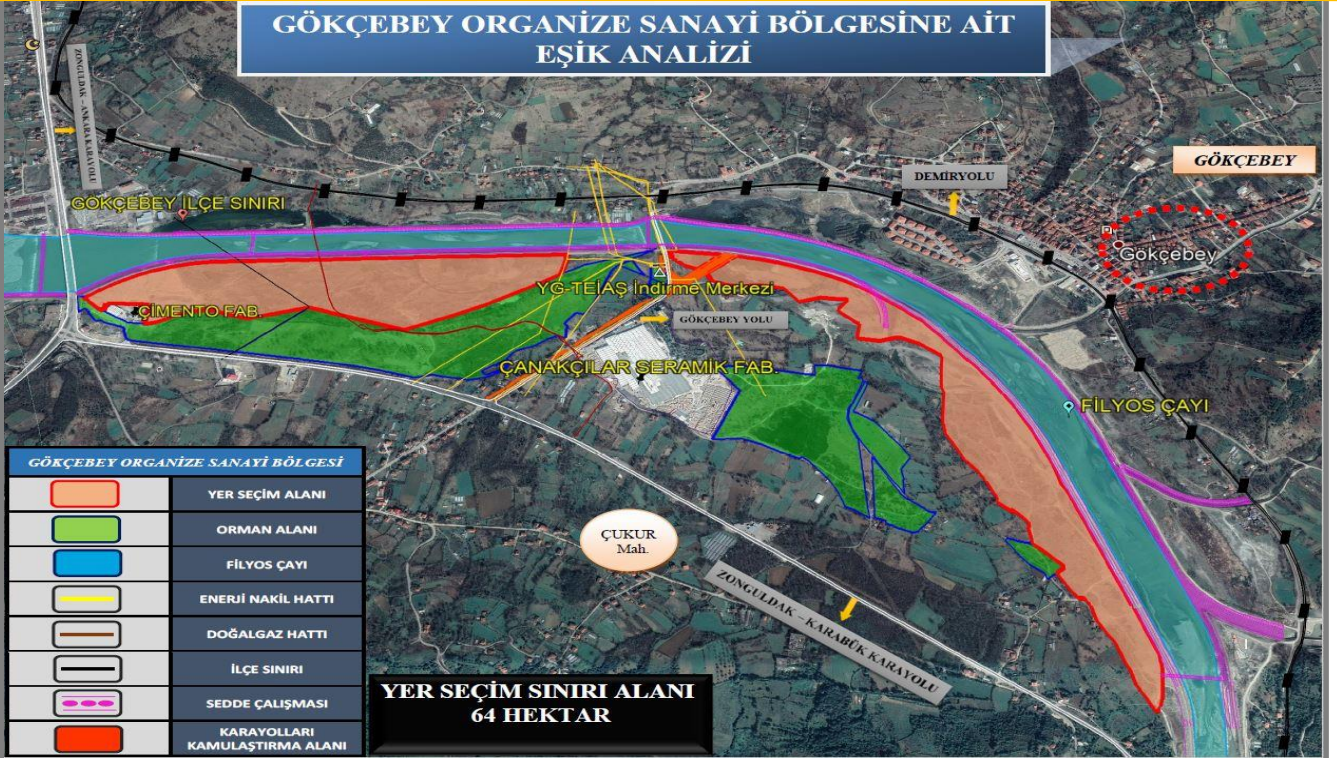 GÖKÇEBEY ORGANİZE SANAYİ BÖLGESİNE AİT
EŞİK ANALİZİ
ZONGULDAK – ANKARA KARAYOLU
GÖKÇEBEY
DEMİRYOLU
GÖKÇEBEY İLÇE SINIRI
Gökçebey
YG-TEİAŞ İndirme Merkezi
ÇİMENTO FAB.
GÖKÇEBEY YOLU
ÇANAKÇILAR SERAMİK FAB.
FİLYOS ÇAYI
GÖKÇEBEY ORGANİZE SANAYİ BÖLGESİ
YER SEÇİM ALANI
ORMAN ALANI
FİLYOS ÇAYI
ENERJİ NAKİL HATTI
DOĞALGAZ HATTI
İLÇE SINIRI
SEDDE ÇALIŞMASI
KARAYOLLARI
KAMULAŞTIRMA ALANI
ÇUKUR
Mah.
ZONGULDAK – KARABÜK KARAYOLU
YER SEÇİM SINIRI ALANI
64 HEKTAR